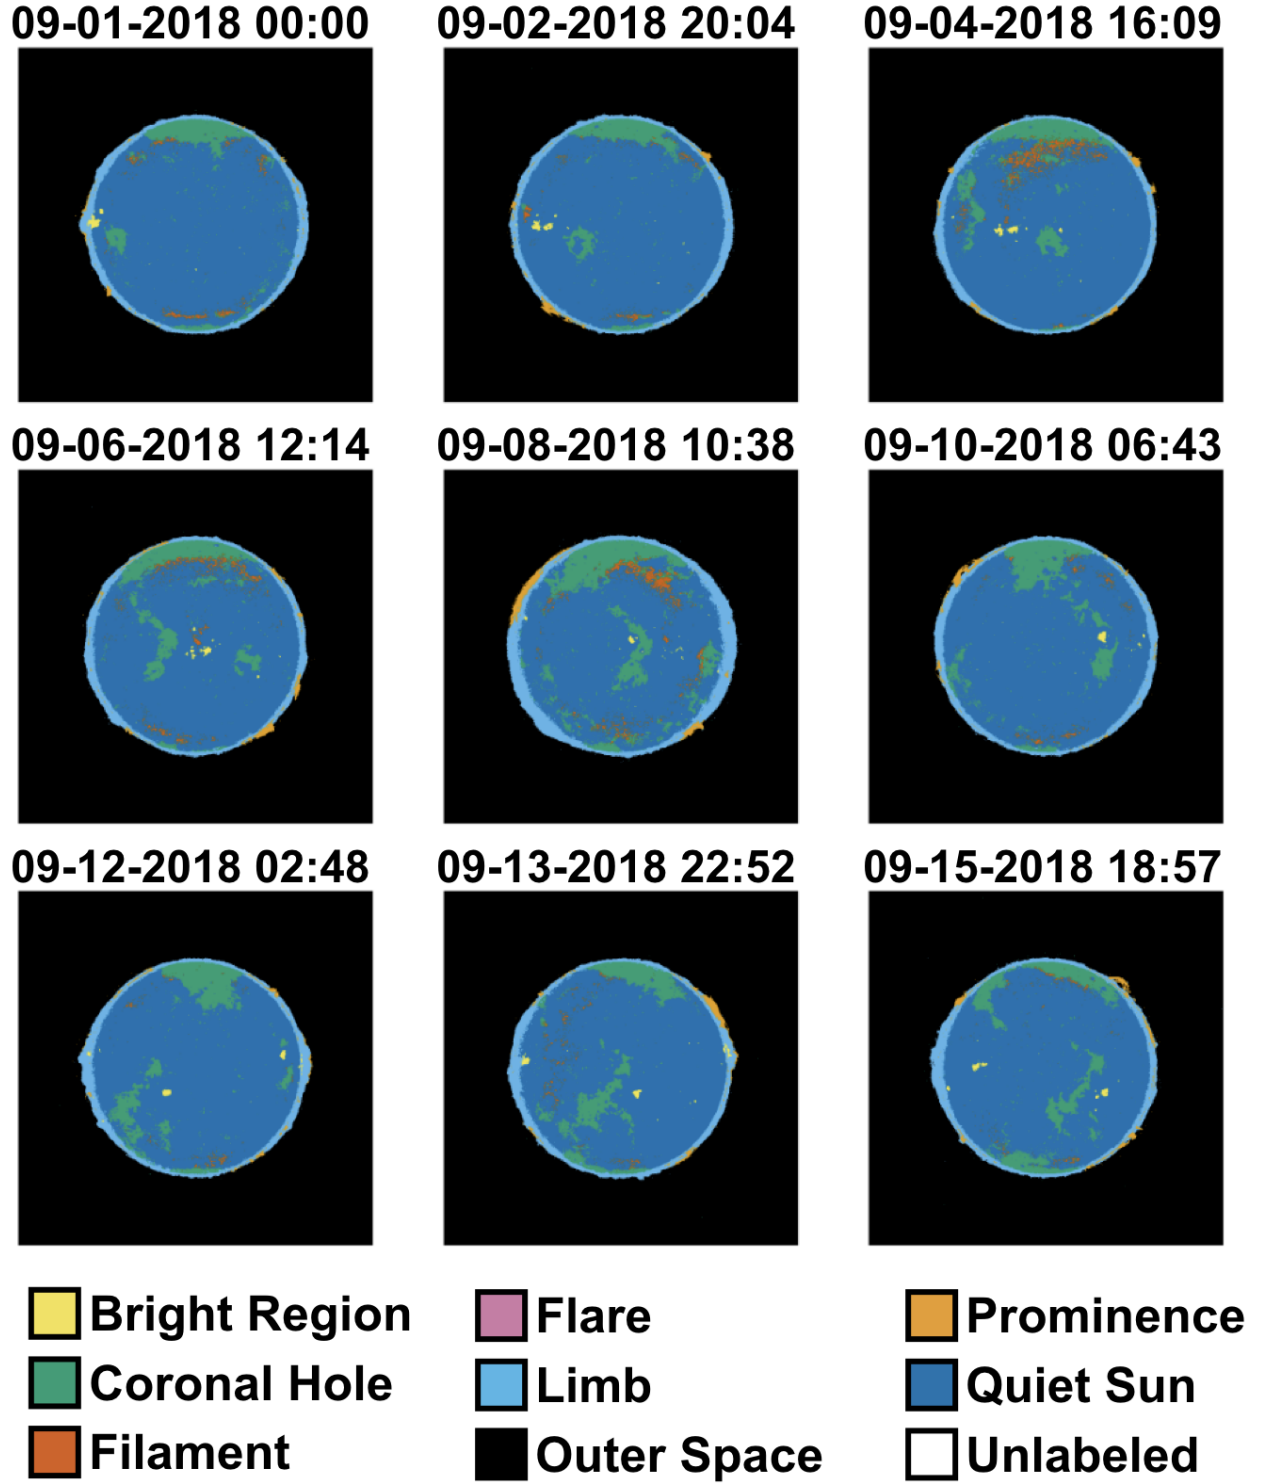 09-01-2018 00:00
09-02-2018 20:04
09-04-2018 16:09
09-06-2018 12:14
09-08-2018 10:38
09-10-2018 06:43
09-12-2018 02:48
09-13-2018 22:52
09-15-2018 18:57
Bright Region
Flare
Prominence
Coronal Hole
Limb
Quiet Sun
Filament
Outer Space
Unlabeled